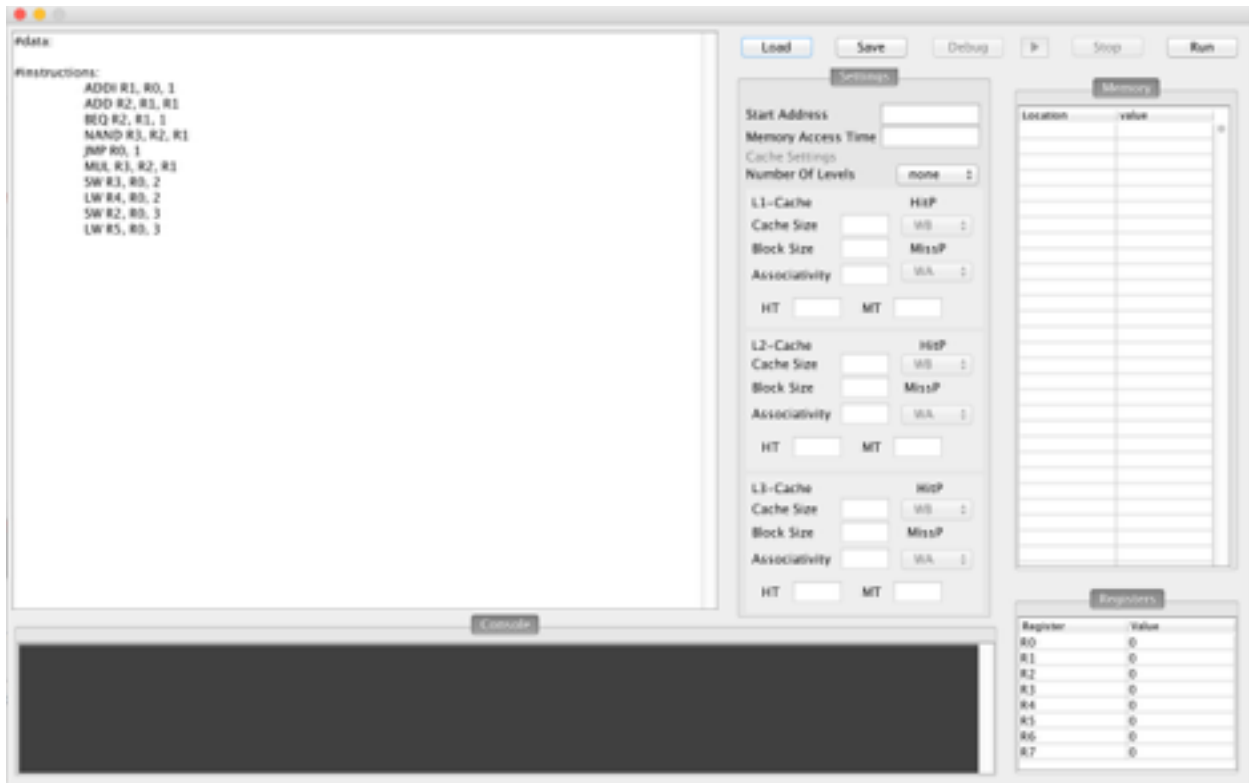 #data:
#instructions:
ADDI R1, R0, 1
ADD R2, R1, R1
BEQ R2, R1, 1
NAND R3, R2, R1
JMP R0, 1
MUL R3, R2, R1
SW R3, R0, 2
LW R4, R0, 2
SW R2, R0, 3
LW R5, R0, 3
Load Save Debug Stop Run
Settings
Start Address
Memory Access Time
Cache Settings
Number Of Levels none
L1-Cache HitP
Cache Size WB
Block Size MissP
Associativity WA
HT MT
L2-Cache HitP
Cache Size WB
Block Size MissP
Associativity WA
HT MT
L3-Cache HitP
Cache Size WB
Block Size MissP
Associativity WA
HT MT
Memory
Location value
Console
Registers
Register Value
R0 0
R1 0
R2 0
R3 0
R4 0
R5 0
R6 0
R7 0